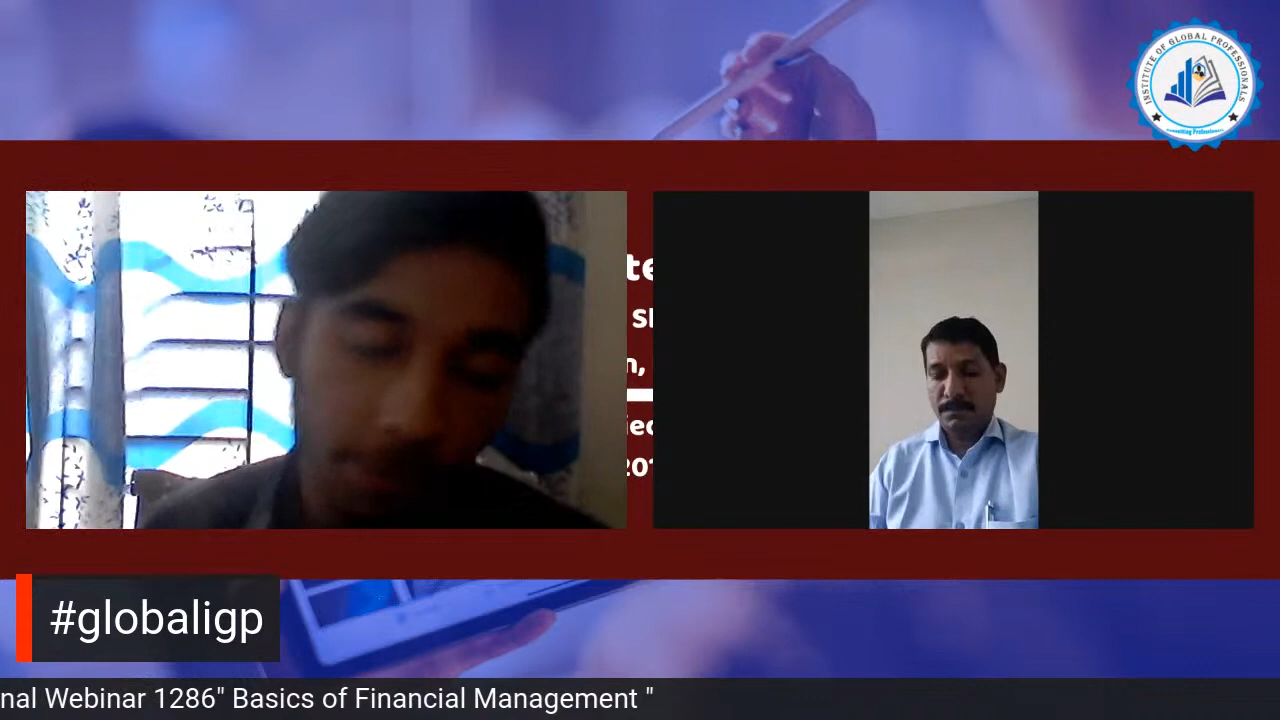 INSTITUTE OF GLOBAL PROFESSIONALS
#globaligp
nal Webinar 1286" Basics of Financial Management "